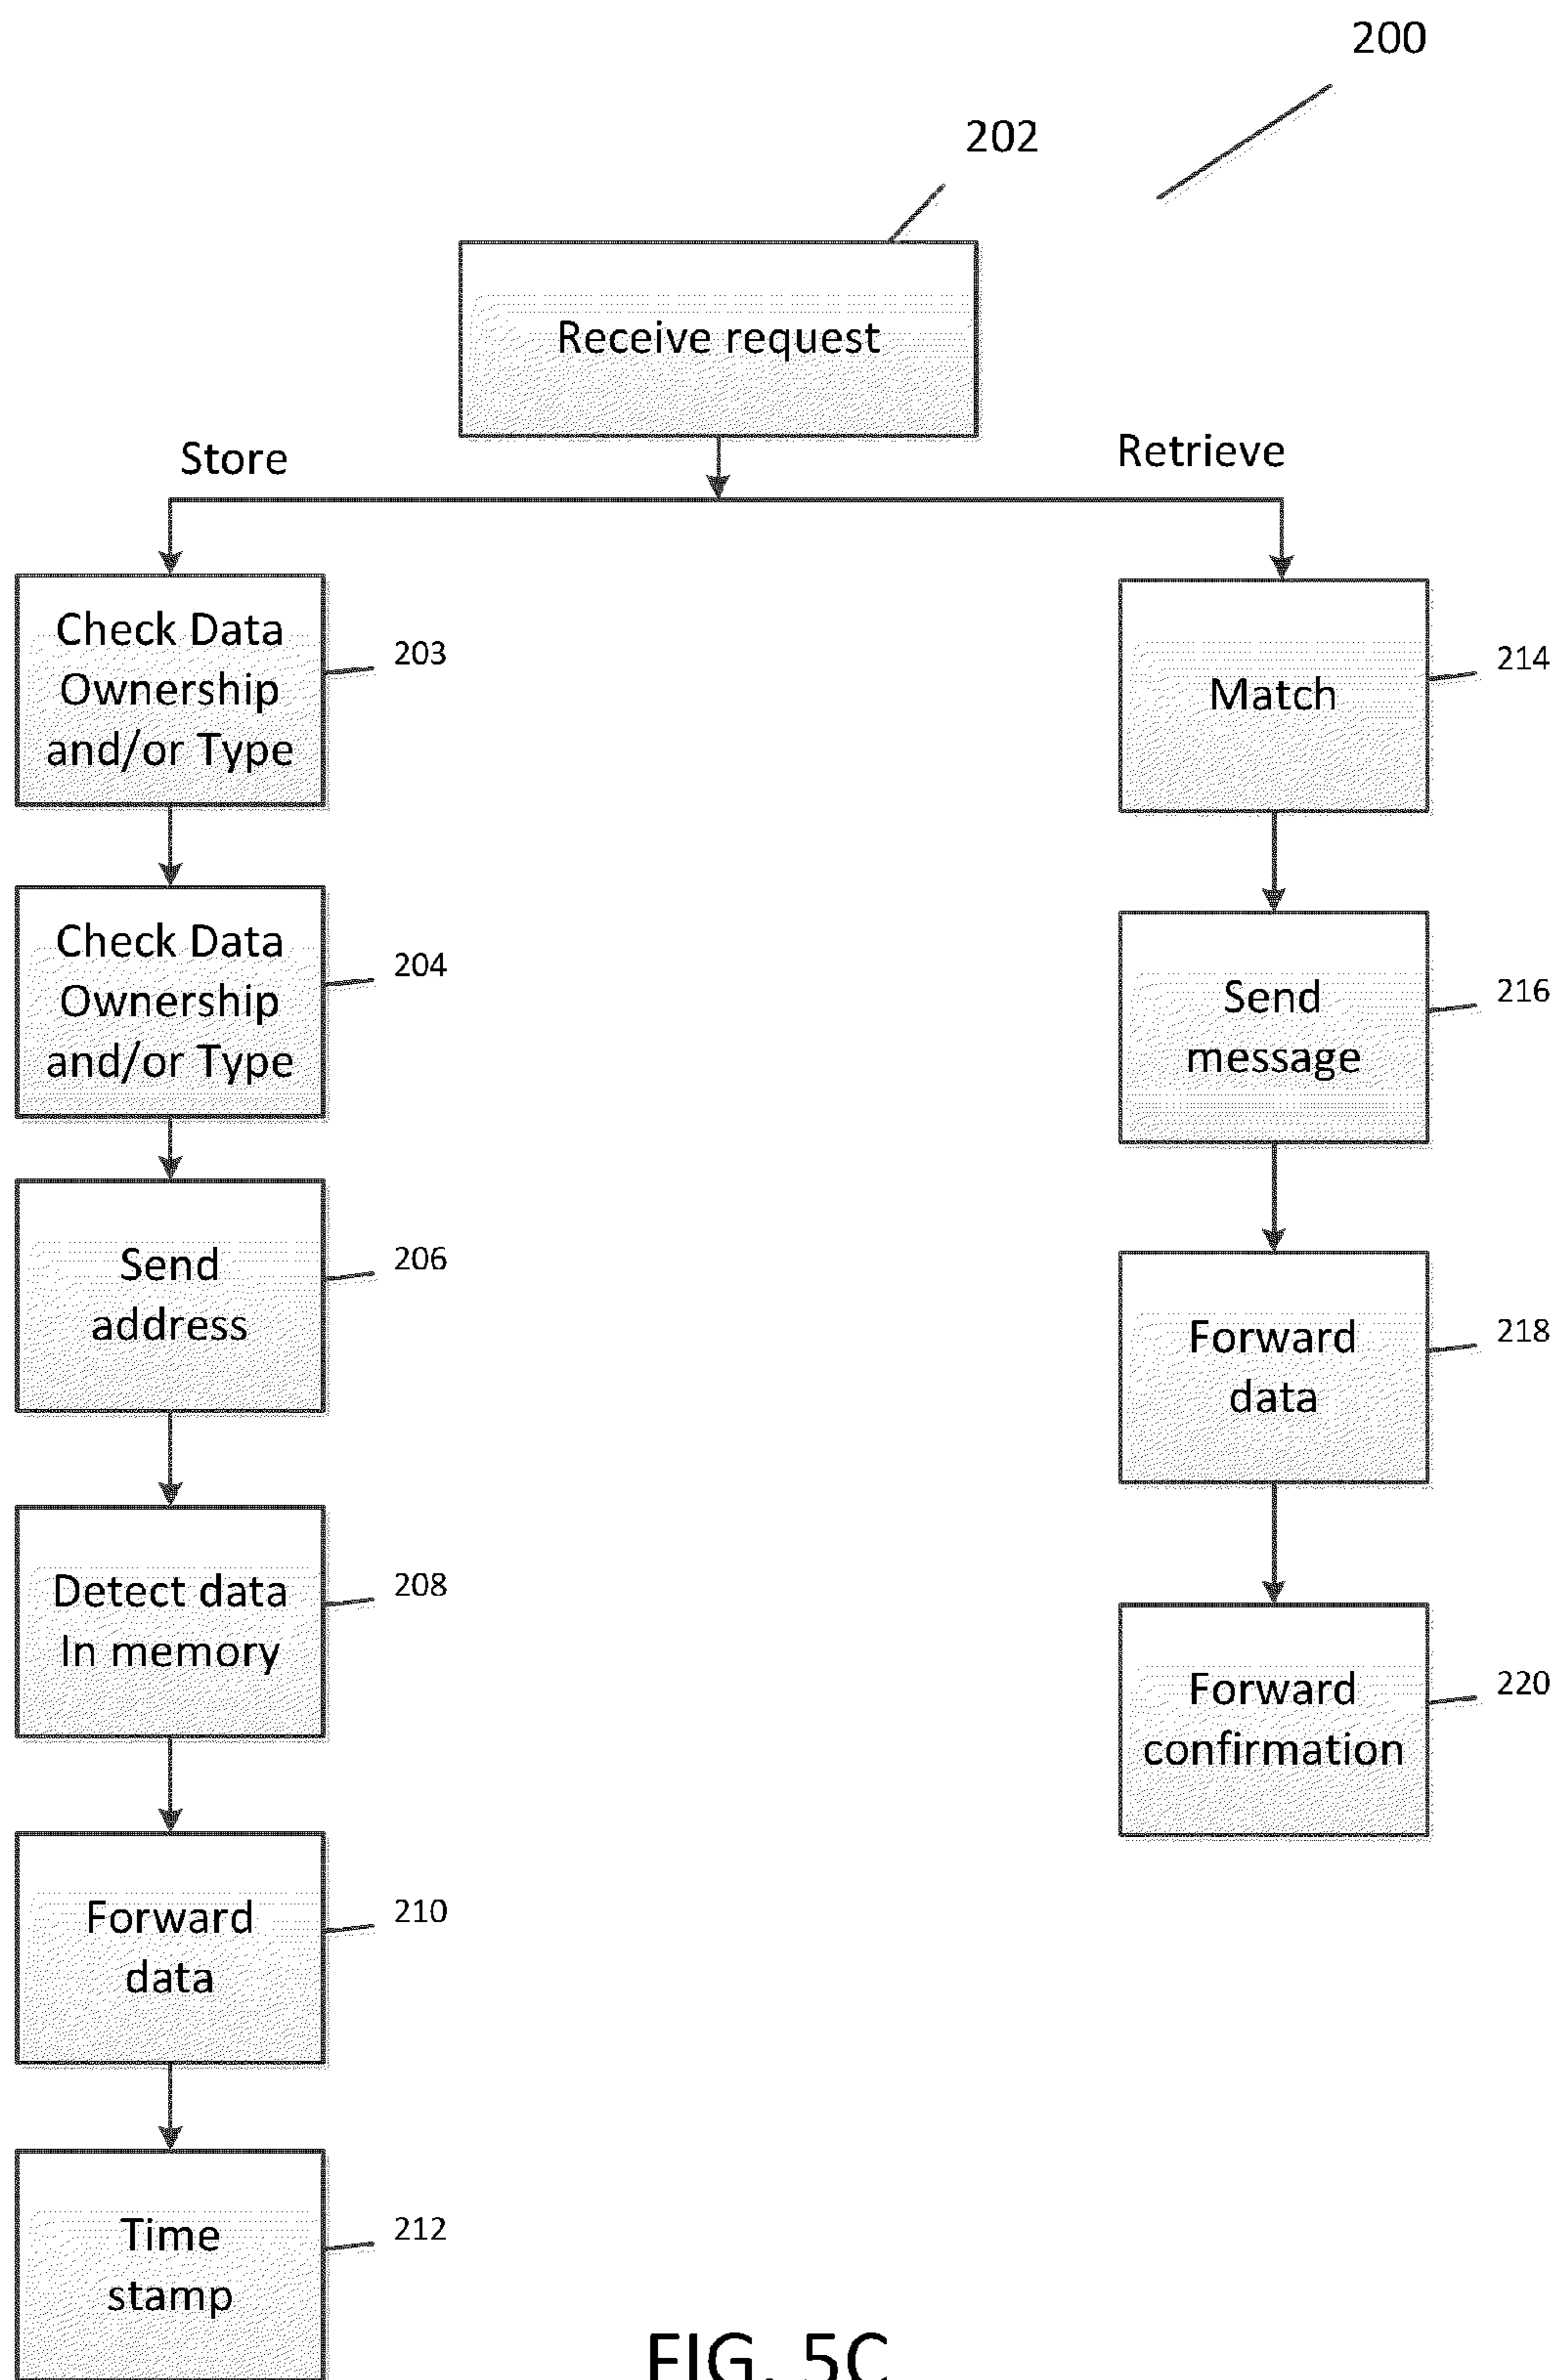 200
202
Receive request
Store
Retrieve
Check Data
Ownership
and/or Type
203
Check Data
Ownership
and/or Type
204
Send
address
206
Detect data
In memory
208
Forward
data
210
Time
stamp
212
Match
214
Send
message
216
Forward
data
218
Forward
confirmation
220
FIG. 5C